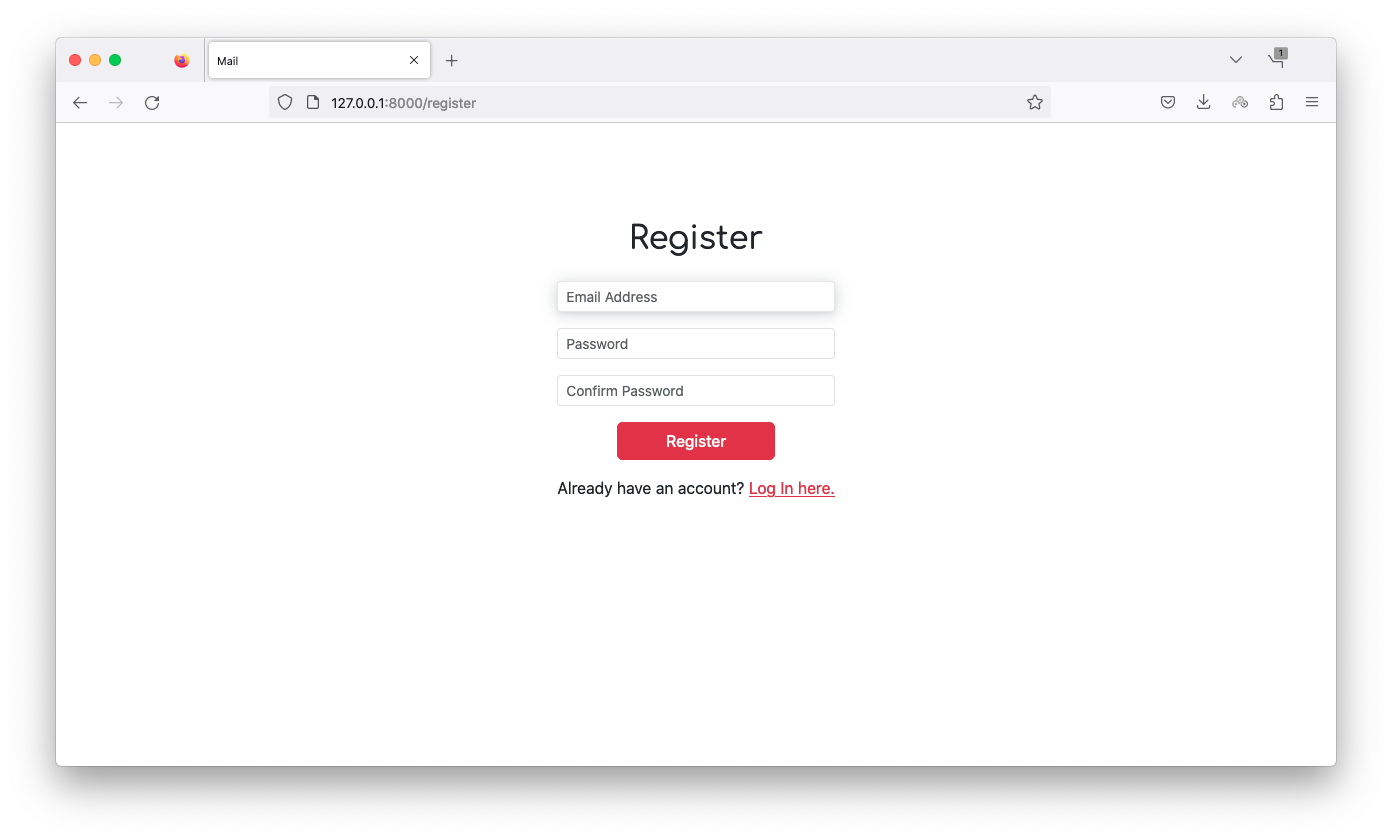 Mail
1
127.0.0.1:8000/register
Register
Email Address
Password
Confirm Password
Register
Already have an account? Log In here.